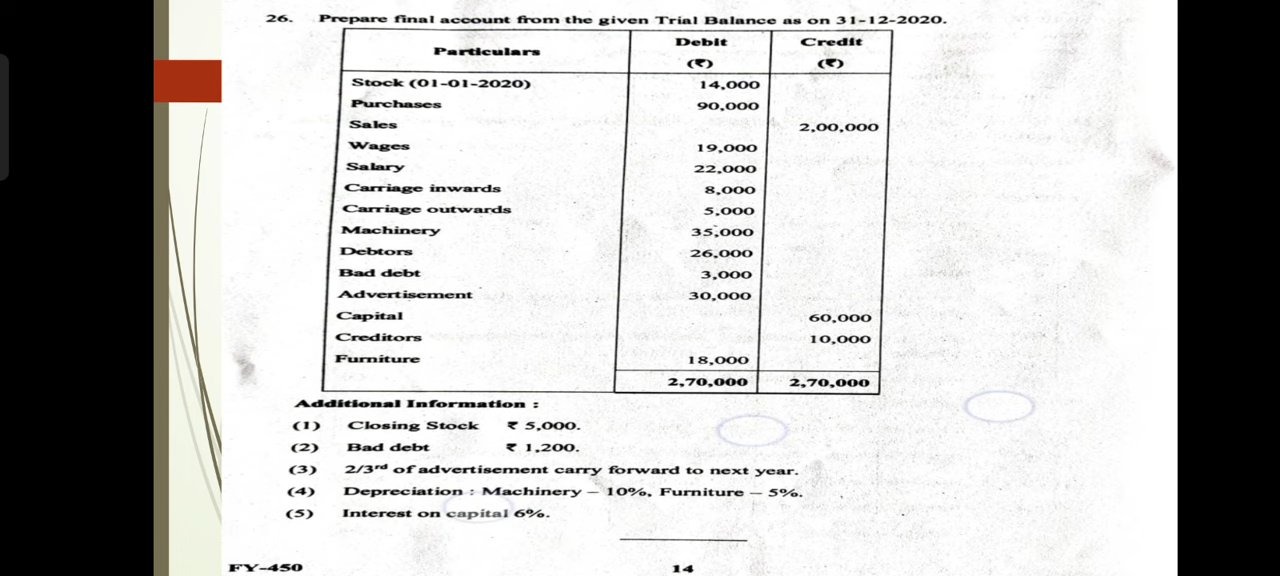 26. Prepare final account from the given Trial Balance as on 31-12-2020.
Particulars Debit (₹) Credit (₹)
Stock (01-01-2020) 14,000
Purchases 90,000
Sales 2,00,000
Wages 19,000
Salary 22,000
Carriage inwards 8,000
Carriage outwards 5,000
Machinery 35,000
Debtors 26,000
Bad debt 3,000
Advertisement 30,000
Capital 60,000
Creditors 10,000
Furniture 18,000
2,70,000 2,70,000
Additional Information :
(1) Closing Stock ₹ 5,000.
(2) Bad debt ₹ 1,200.
(3) 2/3rd of advertisement carry forward to next year.
(4) Depreciation : Machinery – 10%, Furniture – 5%.
(5) Interest on capital 6%.
FY-450 14